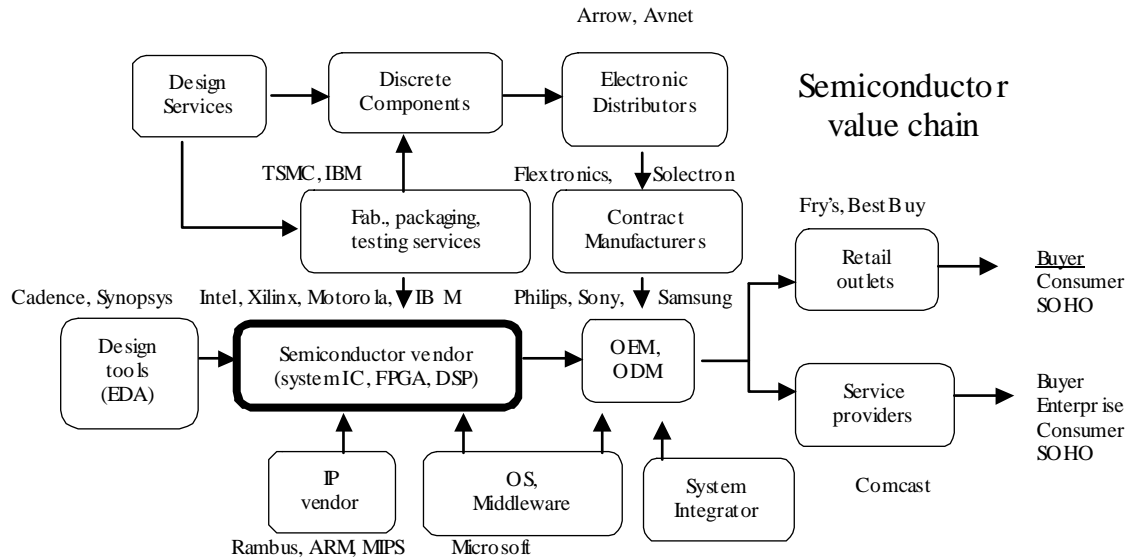 Arrow, Avnet
Design
Services
Discrete
Components
Electronic
Distributors
Semiconductor
value chain
TSMC, IBM
Flextronics, Solectron
Fab., packaging,
testing services
Contract
Manufacturers
Fry's, Best Buy
Retail
outlets
Buyer
Consumer
SOHO
Cadence, Synopsys
Intel, Xilinx, Motorola, IB M
Philips, Sony, Samsung
Design
tools
(EDA)
Semiconductor vendor
(system IC, FPGA, DSP)
OEM,
ODM
Service
providers
Buyer
Enterprise
Consumer
SOHO
IP
vendor
OS,
Middleware
System
Integrator
Comcast
Rambus, ARM, MIPS
Microsoft